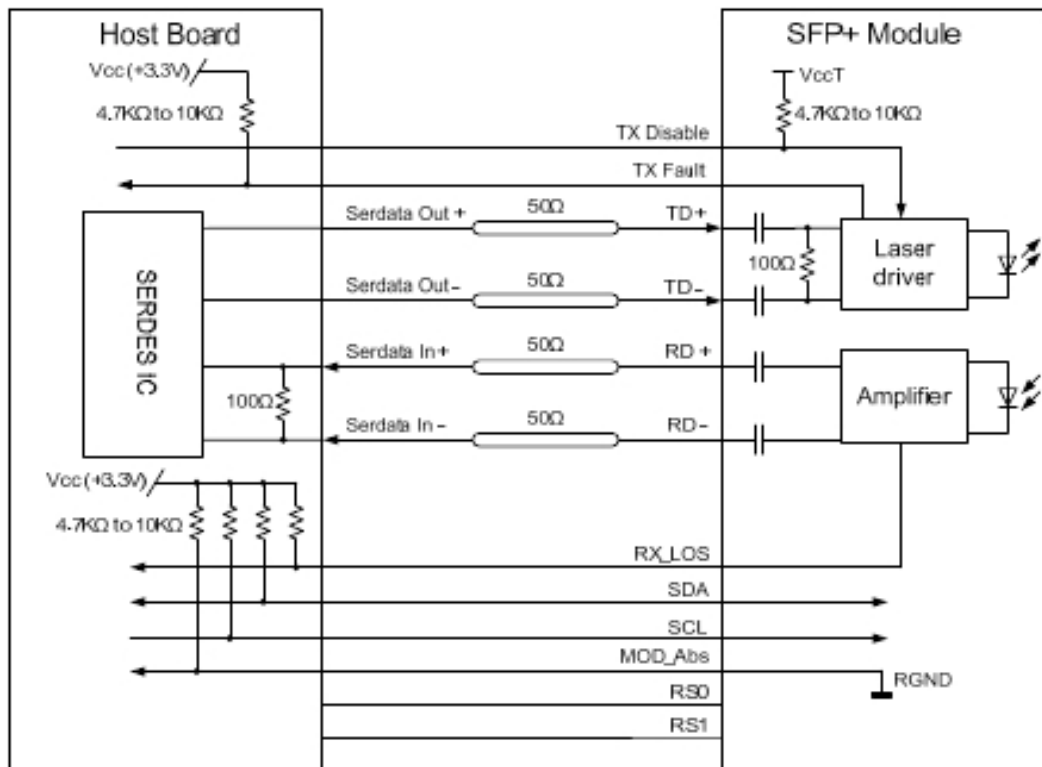 Host Board
SFP+ Module
Vcc(+3.3V)
VccT
4.7KΩ to 10KΩ
4.7KΩ to 10KΩ
TX Disable
TX Fault
Serdata Out +
50Ω
TD+
SERDES IC
100Ω
Laser
driver
Serdata Out-
50Ω
TD-
Serdata In+
50Ω
RD +
100Ω
Amplifier
Serdata In -
50Ω
RD-
Vcc(+3.3V)
4.7KΩ to 10KΩ
RX_LOS
SDA
SCL
MOD_Abs
RGND
RS0
RS1